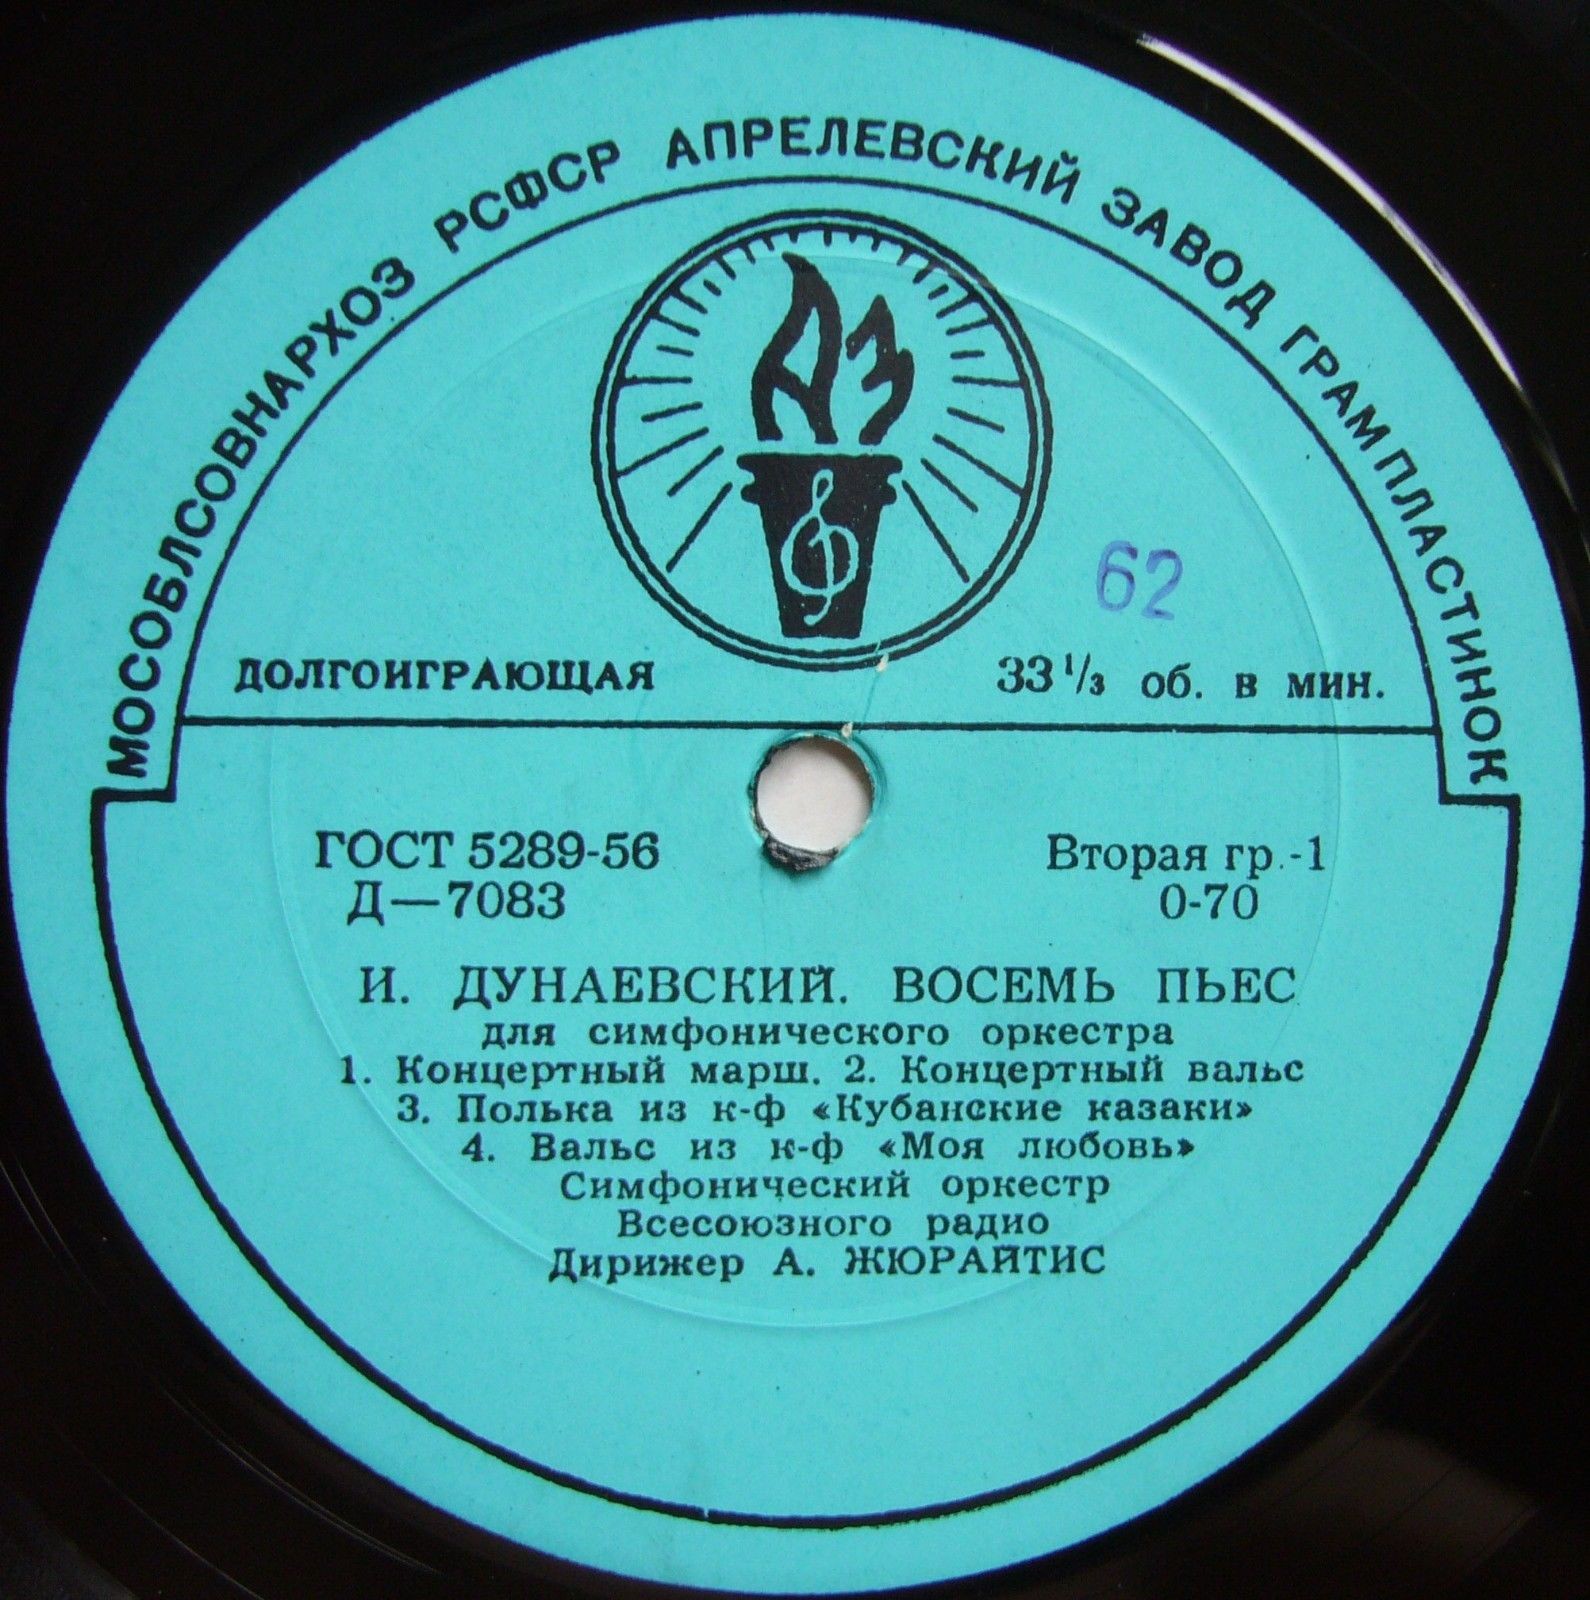 МОСОБЛСОВНАРХОЗ РСФСР АПРЕЛЕВСКИЙ ЗАВОД ГРАМПЛАСТИНОК
АЗ
62
ДОЛГОИГРАЮЩАЯ 33 1/3 об. в мин.
ГОСТ 5289-56 Вторая гр.-1
Д—7083 0-70
И. ДУНАЕВСКИЙ. ВОСЕМЬ ПЬЕС
для симфонического оркестра
1. Концертный марш. 2. Концертный вальс
3. Полька из к-ф «Кубанские казаки»
4. Вальс из к-ф «Моя любовь»
Симфонический оркестр
Всесоюзного радио
Дирижер А. ЖЮРАЙТИС